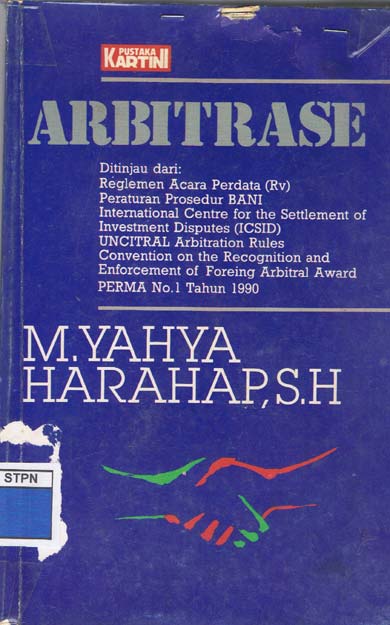 PUSTAKA
KARTINI
ARBITRASE
Ditinjau dari:
Reglemen Acara Perdata (Rv)
Peraturan Prosedur BANI
International Centre for the Settlement of
Investment Disputes (ICSID)
UNCITRAL Arbitration Rules
Convention on the Recognition and
Enforcement of Foreing Arbitral Award
PERMA No.1 Tahun 1990
M.YAHYA
HARAHAP,S.H
STPN